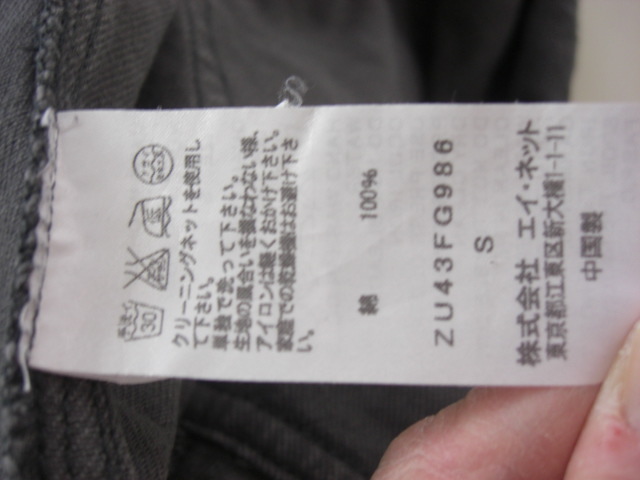 手洗イ 30
クリーニングネットを使用し
て下さい。
単独で洗って下さい。
生地の風合いを損なわない様、
アイロンは軽くおかけ下さい。
家庭での乾燥機はお避け下さ
い。
綿 100%
ZU43FG986
S
株式会社 エイ・ネット
東京都江東区新大橋1-1-11
中国製